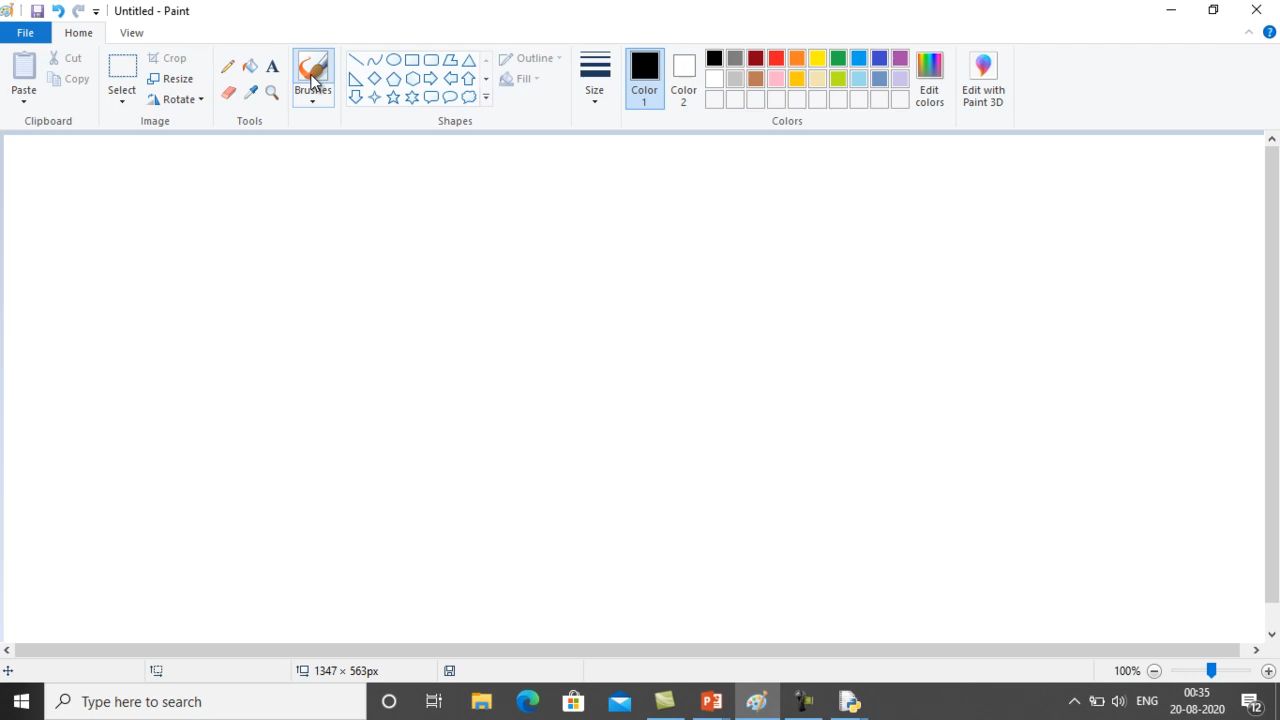 Untitled - Paint
File
Home
View
Paste
Cut
Copy
Clipboard
Select
Crop
Resize
Rotate
Image
A
Tools
Brushes
Outline
Fill
Shapes
Size
Color 1
Color 2
Edit colors
Colors
Edit with Paint 3D
1347 × 563px
100%
Type here to search
ENG
00:35
20-08-2020
12